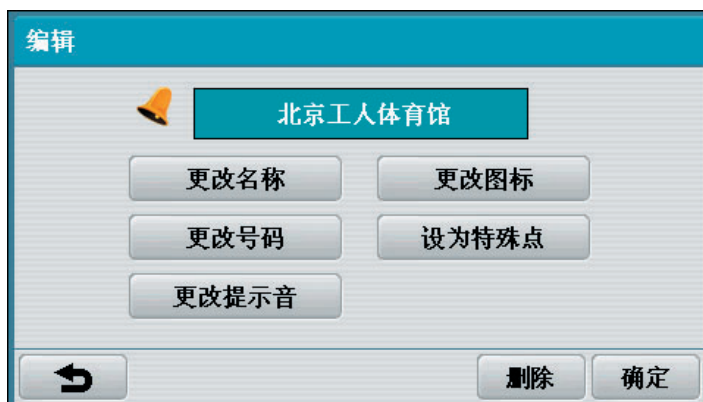 编辑
北京工人体育馆
更改名称 更改图标
更改号码 设为特殊点
更改提示音
删除 确定